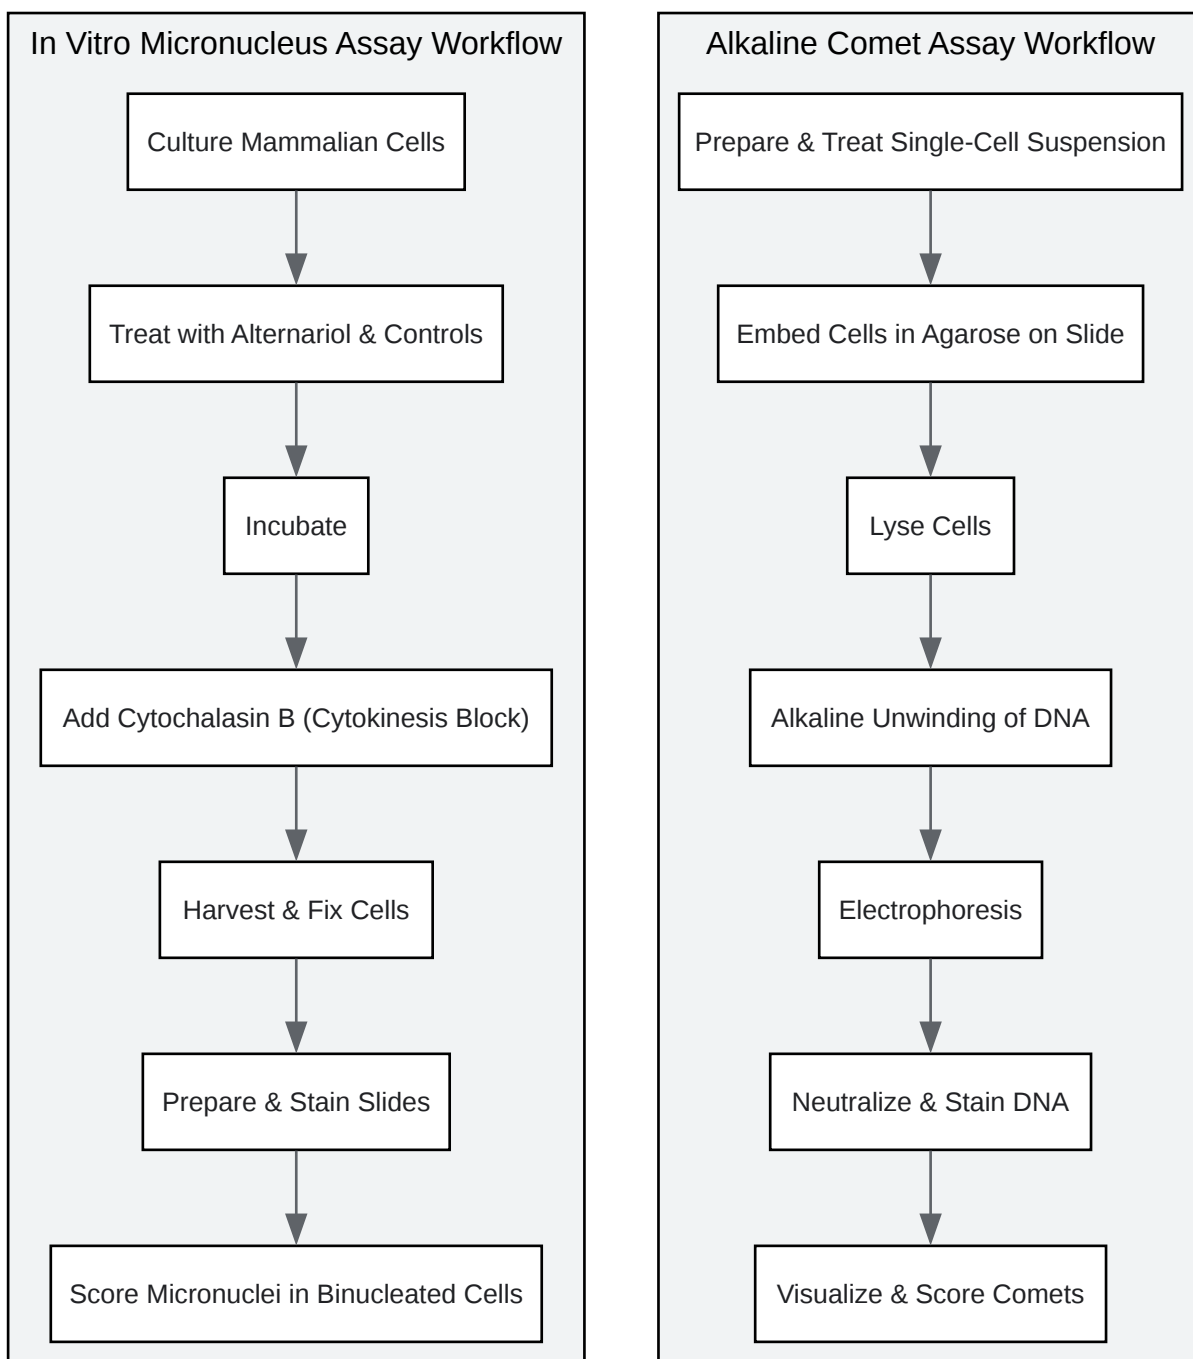 In Vitro Micronucleus Assay Workflow
Culture Mammalian Cells
Treat with Alternariol & Controls
Incubate
Add Cytochalasin B (Cytokinesis Block)
Harvest & Fix Cells
Prepare & Stain Slides
Score Micronuclei in Binucleated Cells
Alkaline Comet Assay Workflow
Prepare & Treat Single-Cell Suspension
Embed Cells in Agarose on Slide
Lyse Cells
Alkaline Unwinding of DNA
Electrophoresis
Neutralize & Stain DNA
Visualize & Score Comets